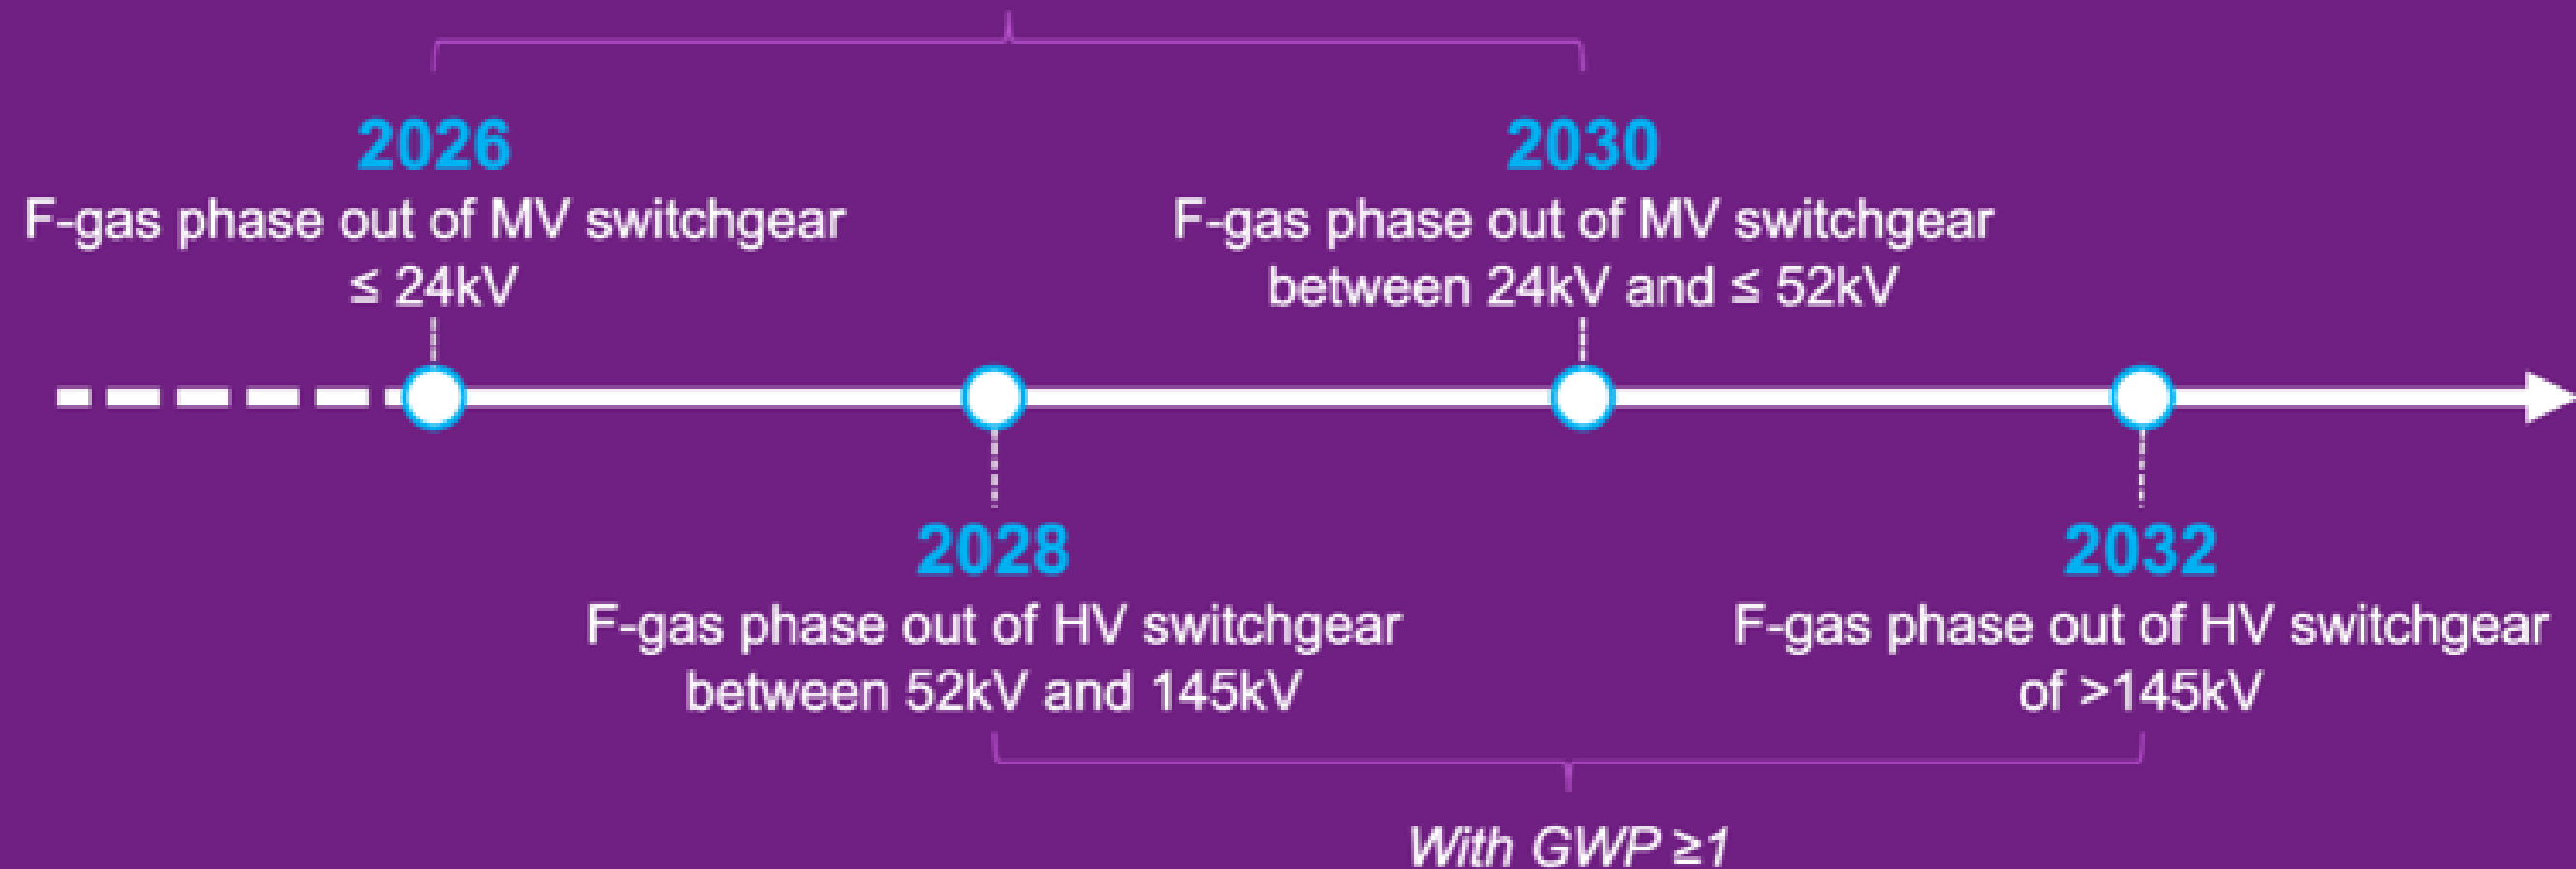 2026
F-gas phase out of MV switchgear
≤ 24kV
2030
F-gas phase out of MV switchgear
between 24kV and ≤ 52kV
2028
F-gas phase out of HV switchgear
between 52kV and 145kV
2032
F-gas phase out of HV switchgear
of >145kV
With GWP ≥1